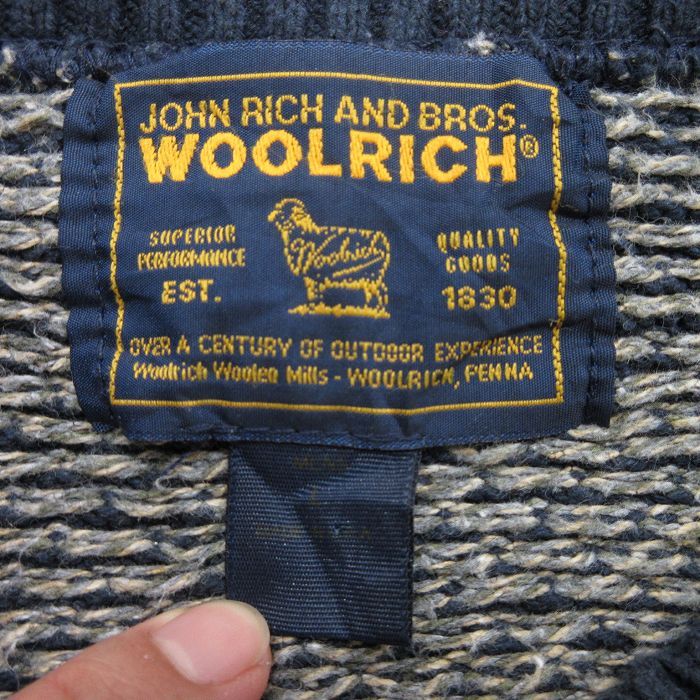 JOHN RICH AND BROS.
WOOLRICH®
SUPERIOR
PERFORMANCE
Woolrich
QUALITY
GOODS
EST.
1830
OVER A CENTURY OF OUTDOOR EXPERIENCE
Woolrich Woolen Mills - WOOLRICH, PENNA